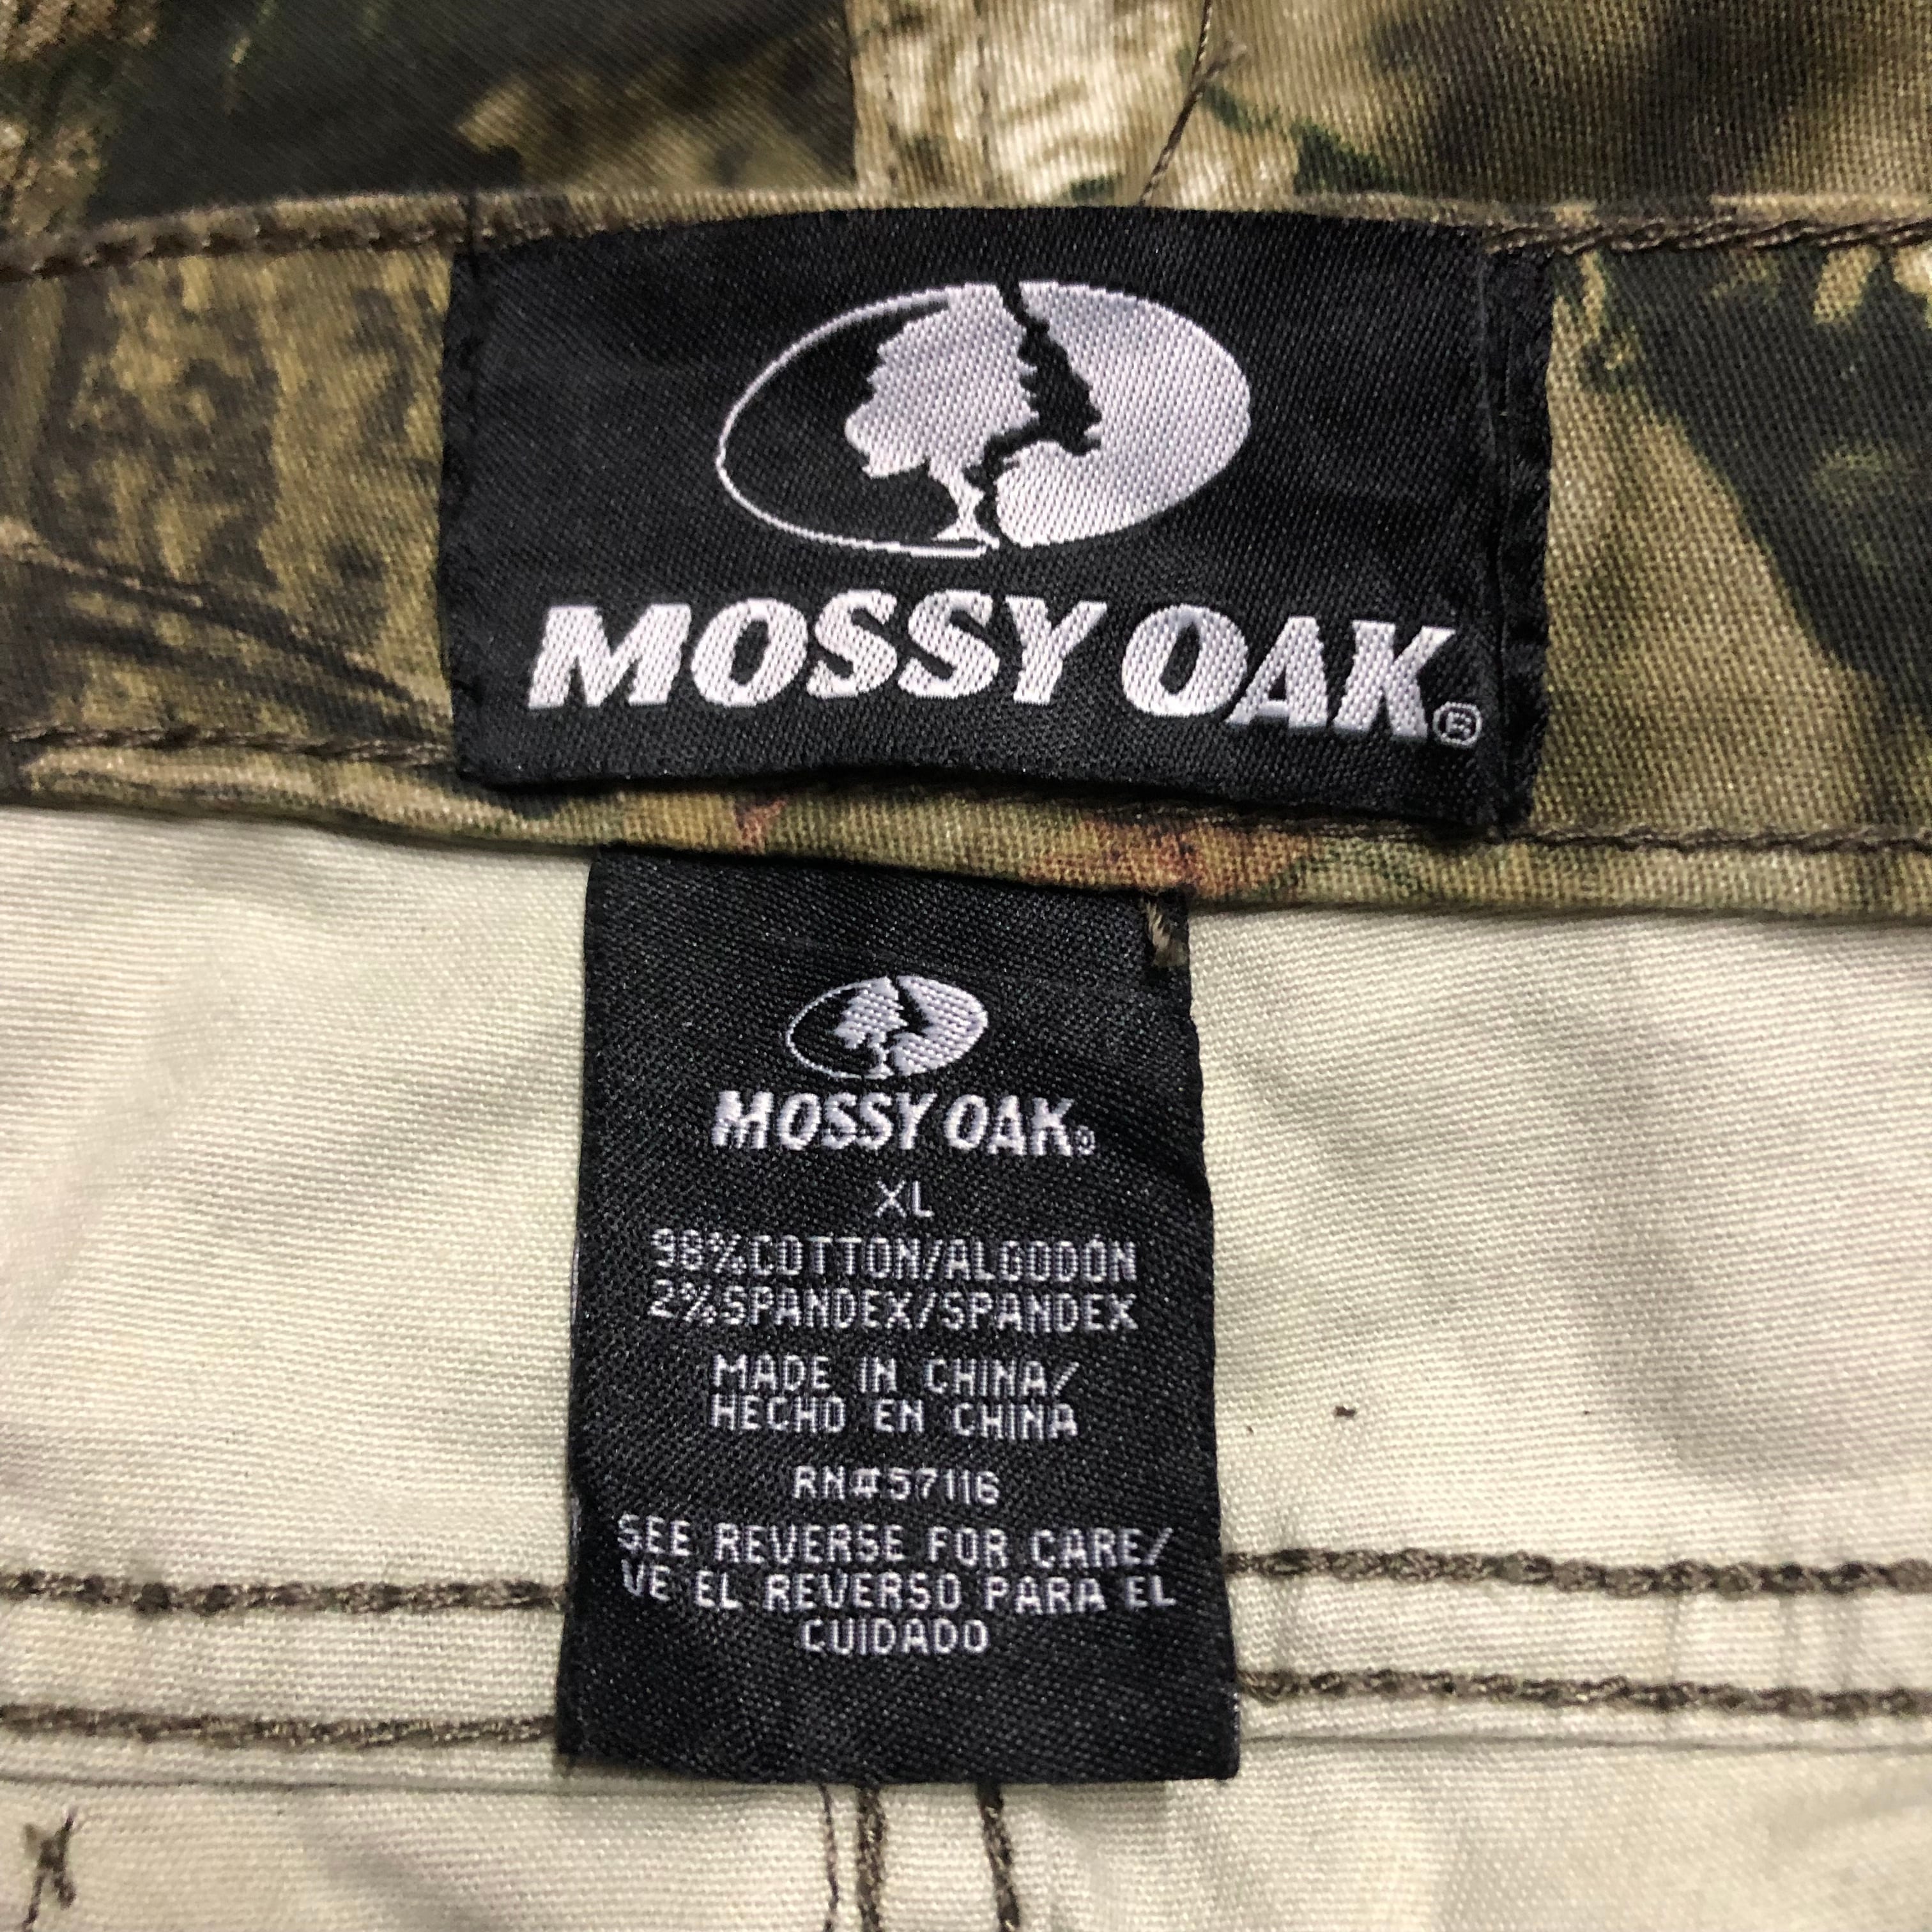 MOSSY OAK®
MOSSY OAK®
XL
98%COTTON/ALGODÓN
2%SPANDEX/SPANDEX
MADE IN CHINA/
HECHO EN CHINA
RN#57116
SEE REVERSE FOR CARE/
VE EL REVERSO PARA EL
CUIDADO